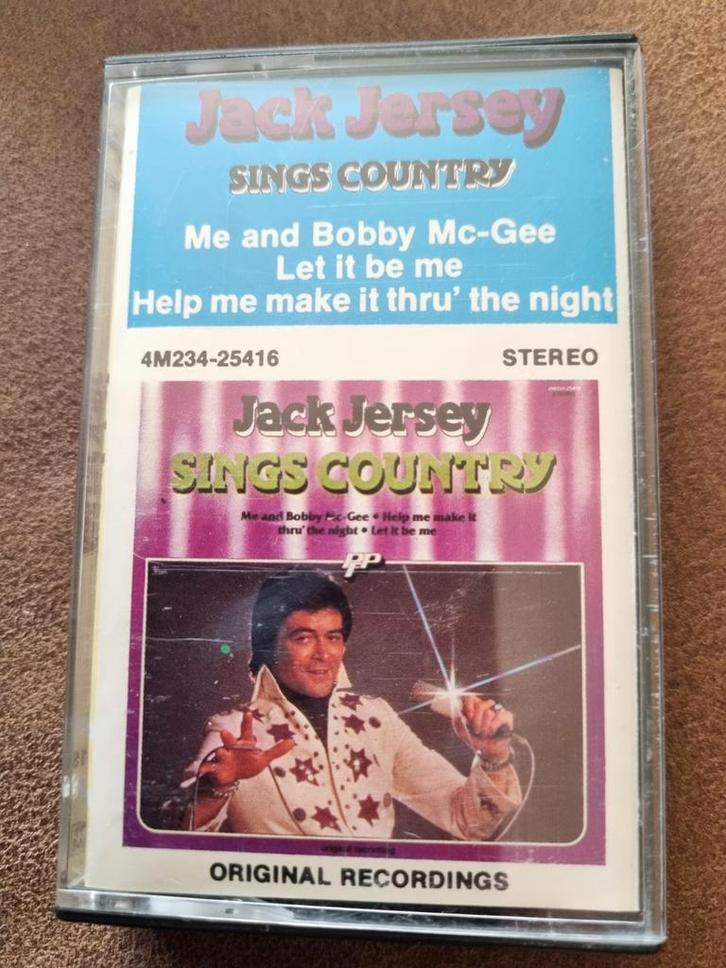 Jack Jersey
SINGS COUNTRY
Me and Bobby Mc-Gee
Let it be me
Help me make it thru' the night
4M234-25416
STEREO
Jack Jersey
SINGS COUNTRY
Me and Bobby Mc-Gee • Help me make it
thru' the night • Let it be me
original recording
ORIGINAL RECORDINGS